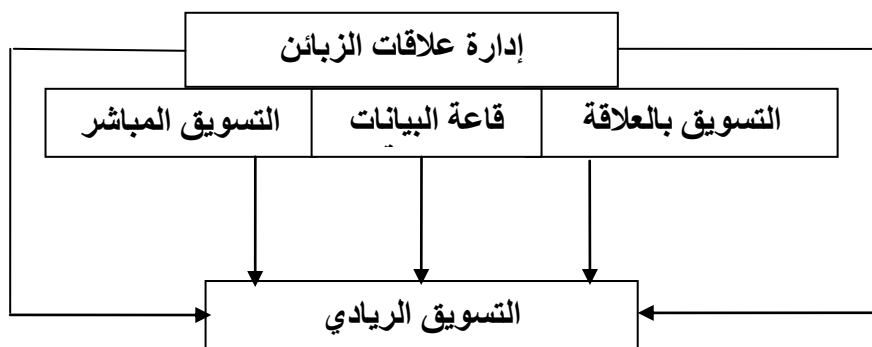 إدارة علاقات الزبائن
التسويق بالعلاقة
قاعة البيانات
التسويق المباشر
التسويق الريادي